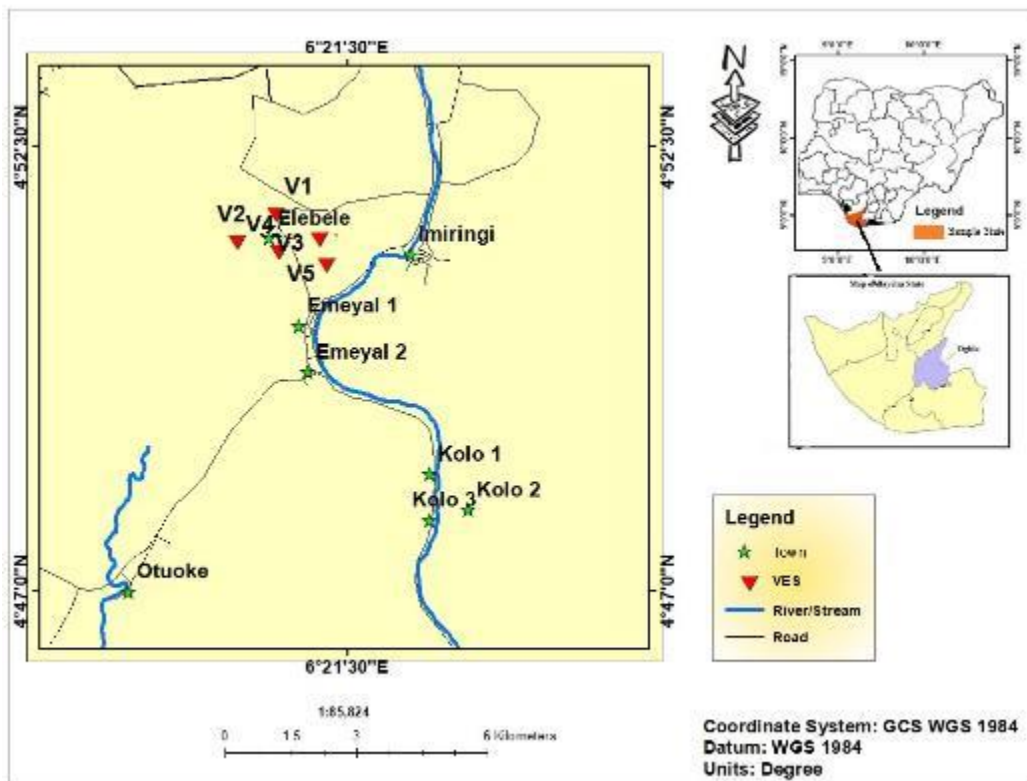 6°21'30"E
4°52'30"N
4°52'30"N
V1
V2
V4
Elebele
V3
V5
Imiringi
Emeyal 1
Emeyal 2
Kolo 1
Kolo 2
Kolo 3
Otuoke
4°47'0"N
4°47'0"N
6°21'30"E
N
Legend
Sample State
Legend
Town
VES
River/Stream
Road
1:85,824
0 1.5 3 6 Kilometers
Coordinate System: GCS WGS 1984
Datum: WGS 1984
Units: Degree